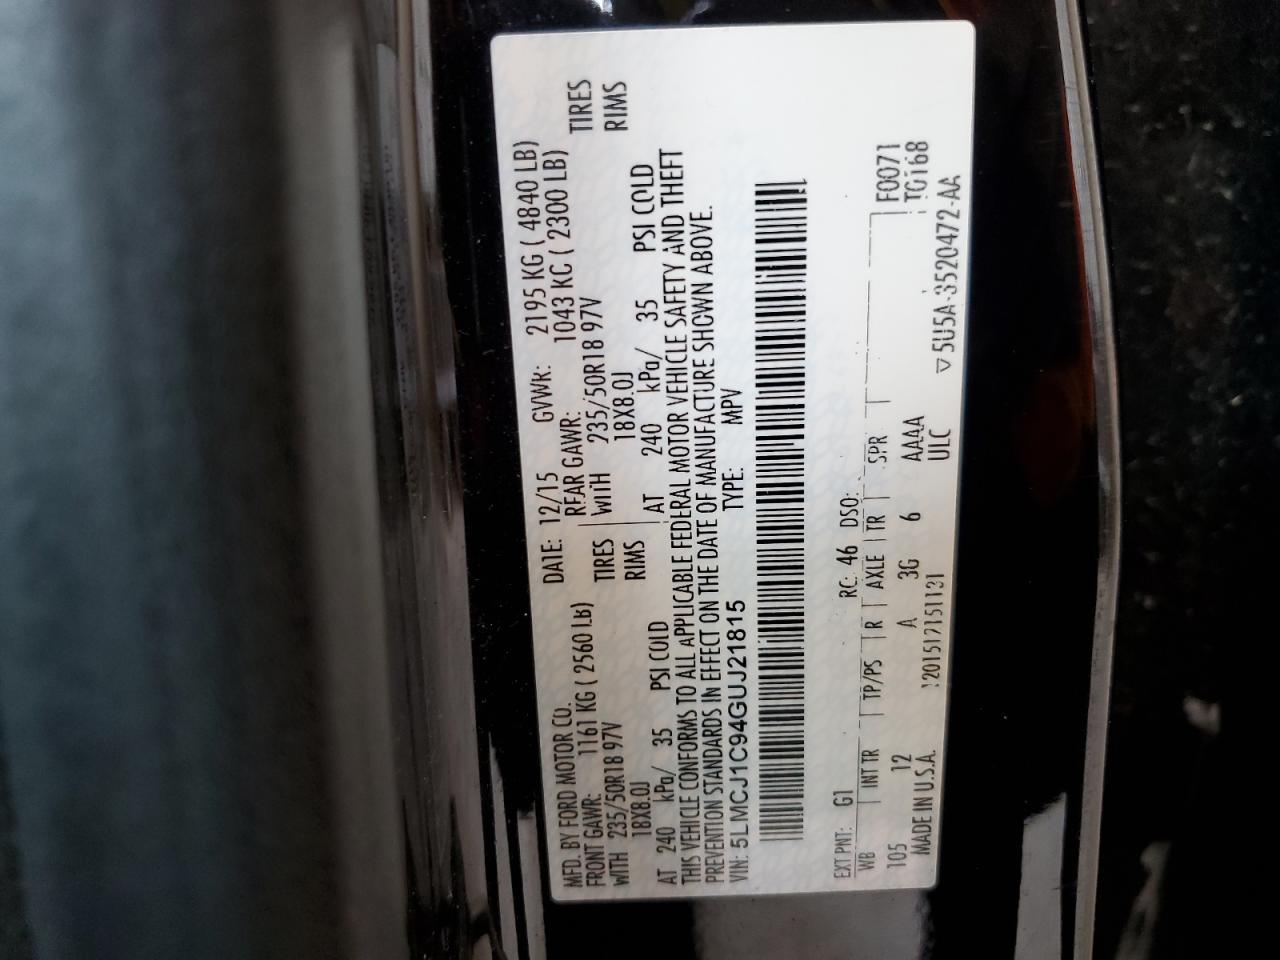 MFD. BY FORD MOTOR CO. DATE: 12/15 GVWR: 2195 KG ( 4840 LB)
FRONT GAWR: 1161 KG ( 2560 LB) REAR GAWR: 1043 KG ( 2300 LB)
WITH 235/50R18 97V TIRES WITH 235/50R18 97V TIRES
18X8.0J RIMS 18X8.0J RIMS
AT 240 kPa/ 35 PSI COLD AT 240 kPa/ 35 PSI COLD
THIS VEHICLE CONFORMS TO ALL APPLICABLE FEDERAL MOTOR VEHICLE SAFETY AND THEFT
PREVENTION STANDARDS IN EFFECT ON THE DATE OF MANUFACTURE SHOWN ABOVE.
VIN: 5LMCJ1C94GUJ21815 TYPE: MPV
EXT PNT: G1 RC: 46 DSO:
WB INT TR TP/PS R AXLE TR SPR F0071
105 12 A 3G 6 AAAA
MADE IN U.S.A. ULC ▽5U5A-3520472-AA